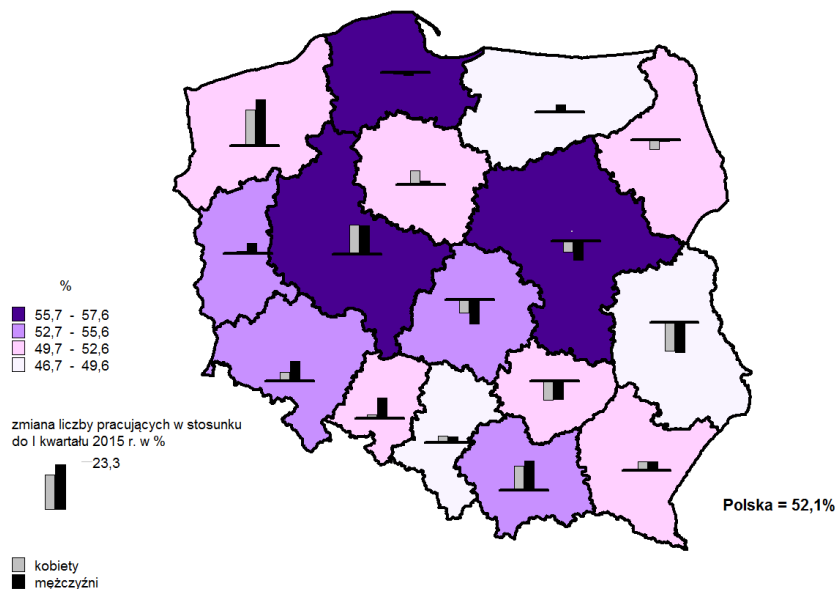 %
55,7 - 57,6
52,7 - 55,6
49,7 - 52,6
46,7 - 49,6
zmiana liczby pracujących w stosunku
do I kwartału 2015 r. w %
23,3
Polska = 52,1%
kobiety
mężczyźni